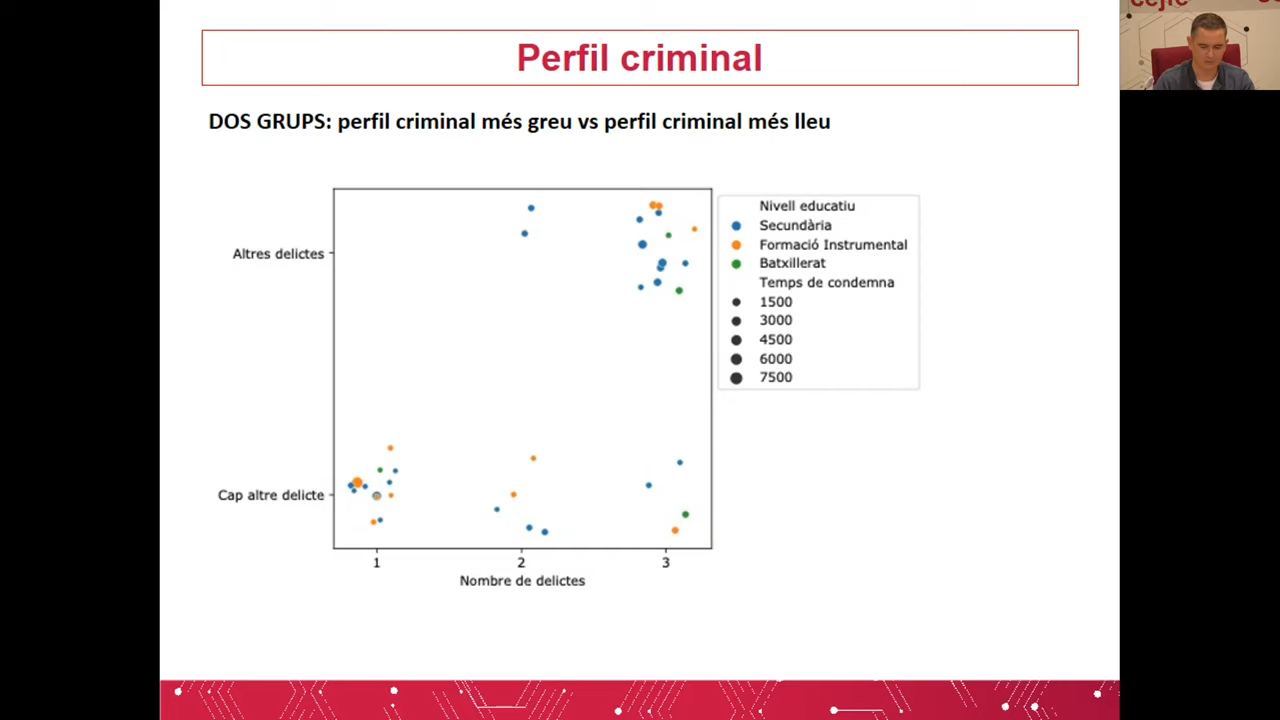 Perfil criminal
DOS GRUPS: perfil criminal més greu vs perfil criminal més lleu
Altres delictes
Cap altre delicte
1
2
3
Nombre de delictes
Nivell educatiu
Secundària
Formació Instrumental
Batxillerat
Temps de condemna
1500
3000
4500
6000
7500